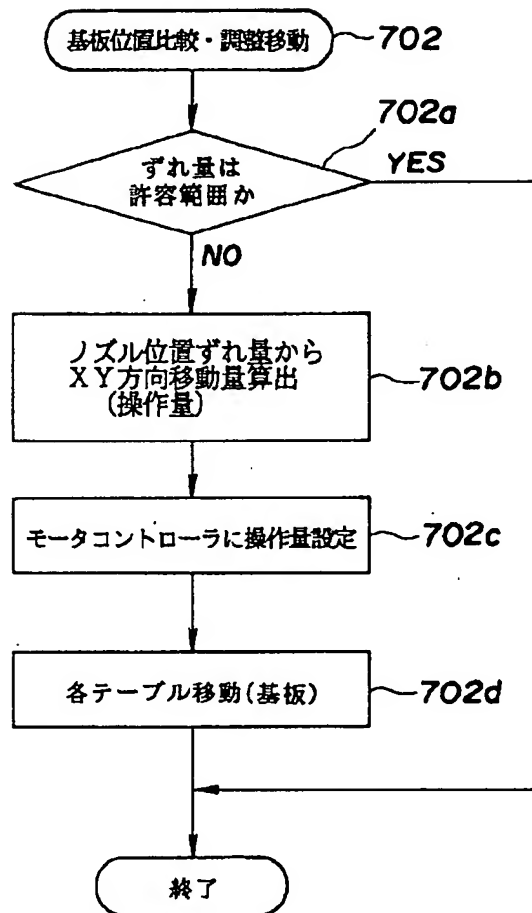 基板位置比較・調整移動
702
702a
ずれ量は
許容範囲か
YES
NO
ノズル位置ずれ量から
XY方向移動量算出
(操作量)
702b
モータコントローラに操作量設定
702c
各テーブル移動(基板)
702d
終了